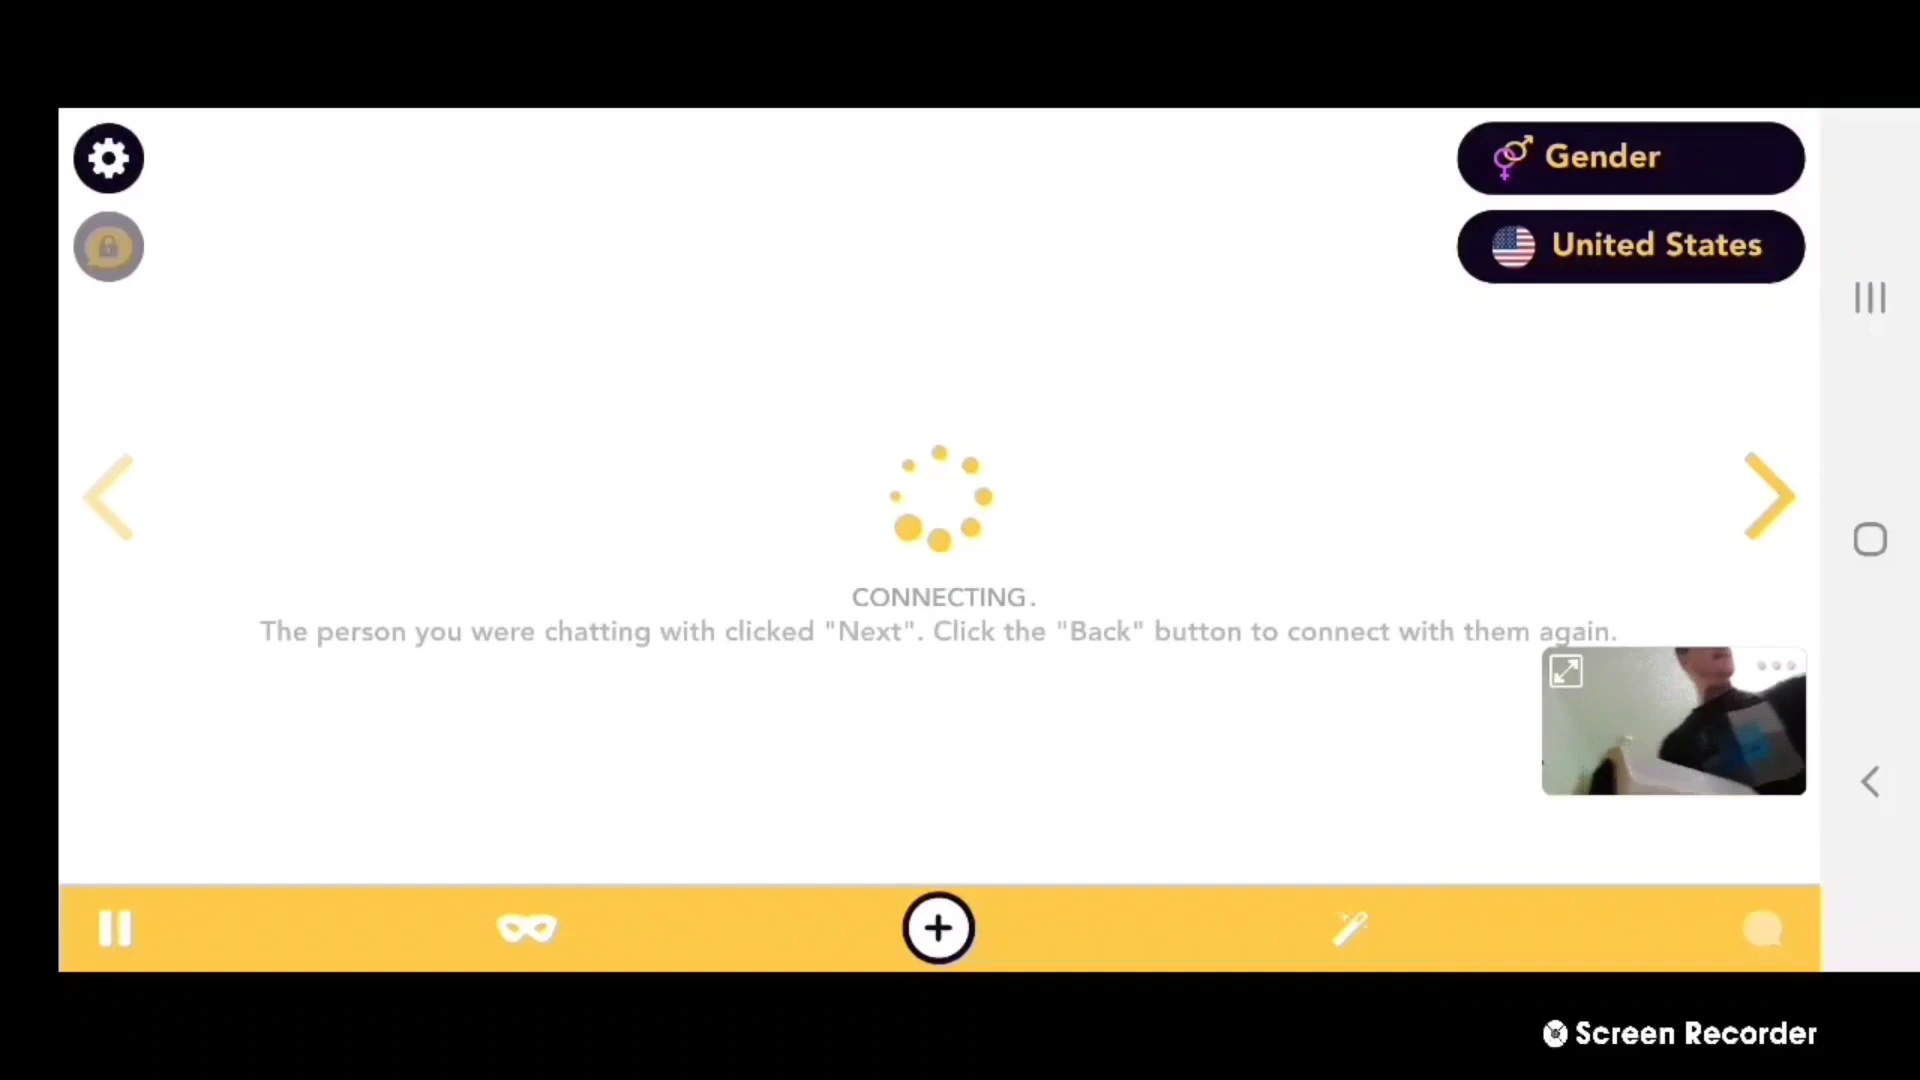 Gender
United States
CONNECTING.
The person you were chatting with clicked "Next". Click the "Back" button to connect with them again.
Screen Recorder